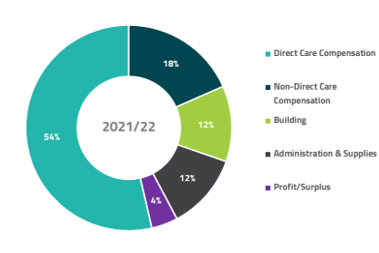 18%
12%
12%
4%
54%
2021/22
Direct Care Compensation
Non-Direct Care
Compensation
Building
Administration & Supplies
Profit/Surplus